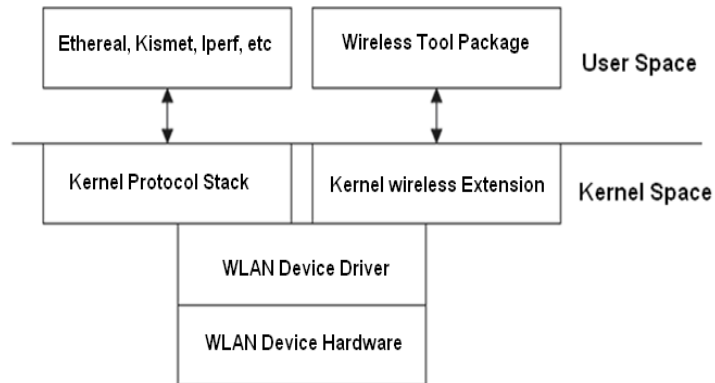 Ethereal, Kismet, Iperf, etc
Wireless Tool Package
User Space
Kernel Protocol Stack
Kernel wireless Extension
Kernel Space
WLAN Device Driver
WLAN Device Hardware